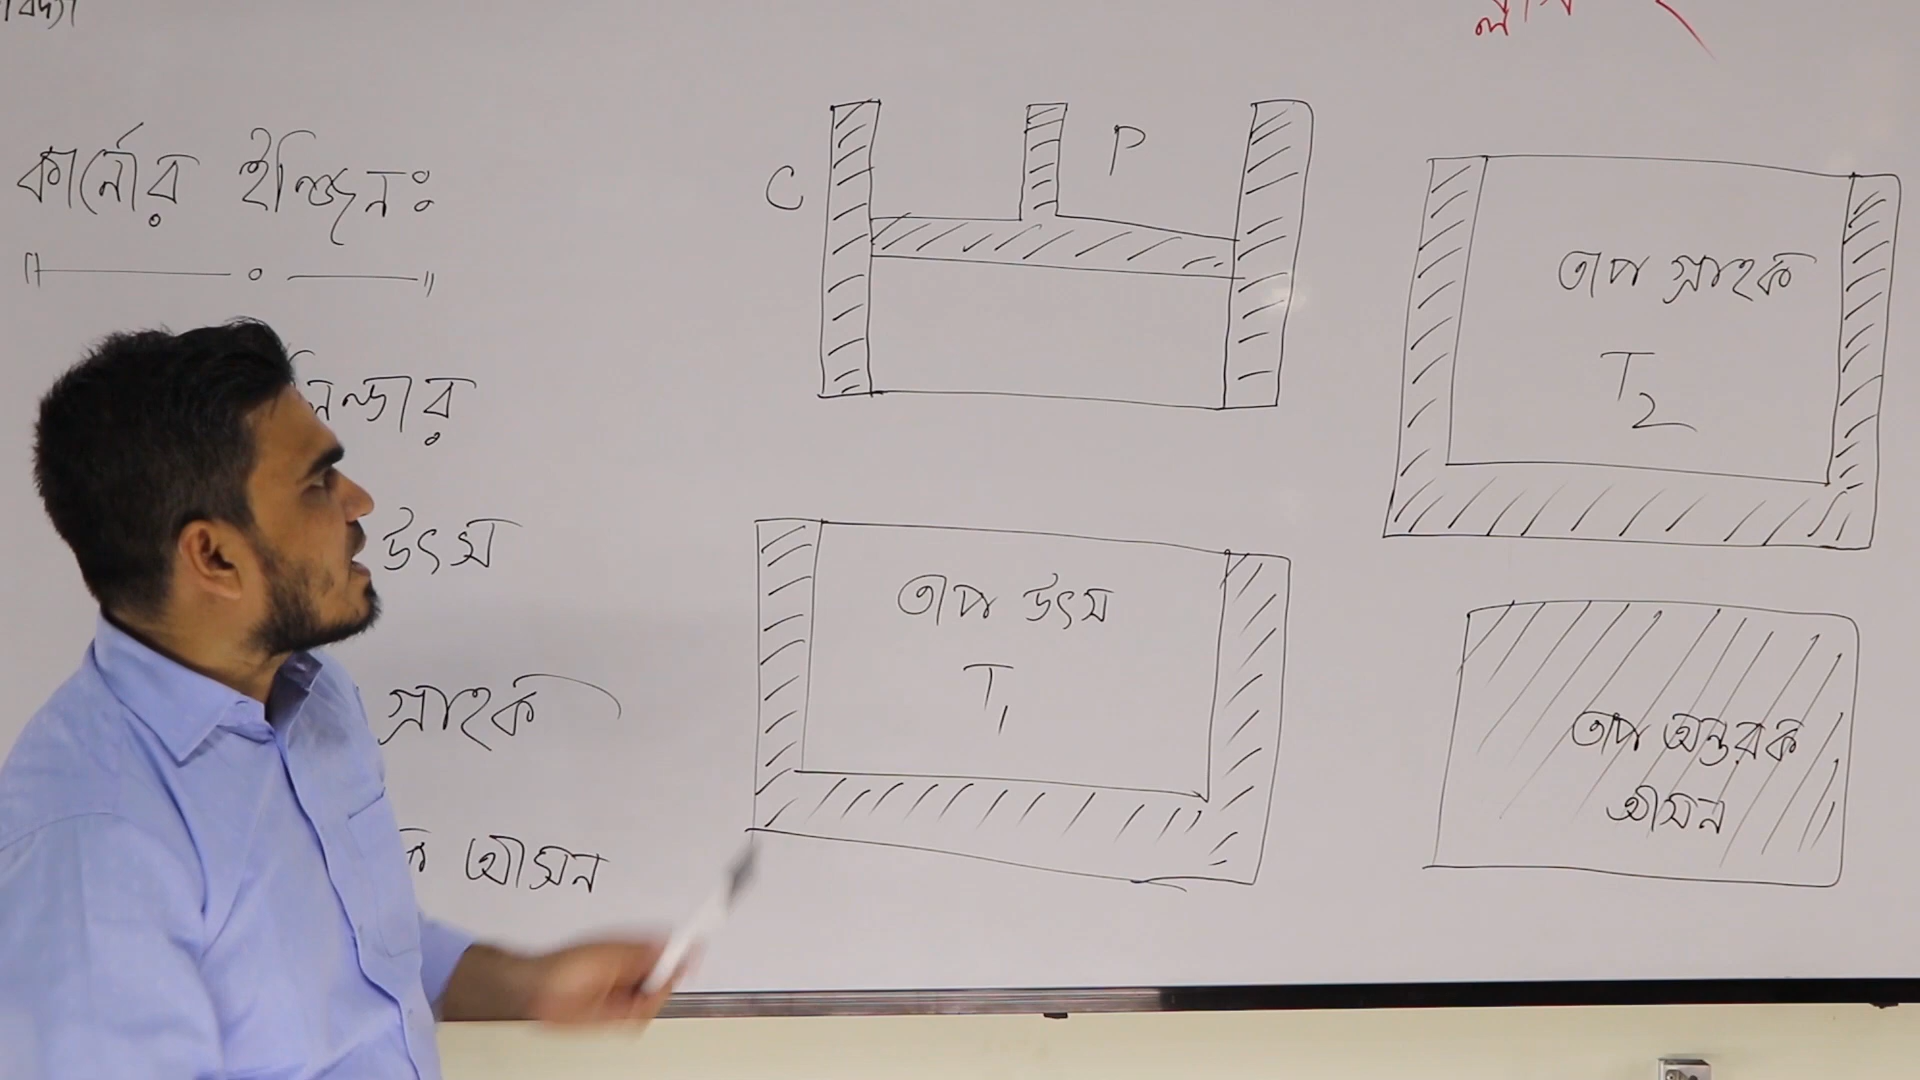 কার্নোর ইঞ্জিনঃ
উৎস
গ্রাহক
আসন
C
P
তাপ গ্রাহক
T2
তাপ উৎস
T1
তাপ অন্তরক
আসন